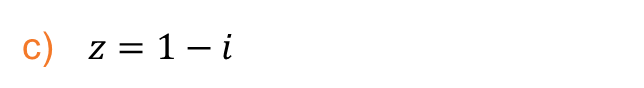 c) z = 1 − i